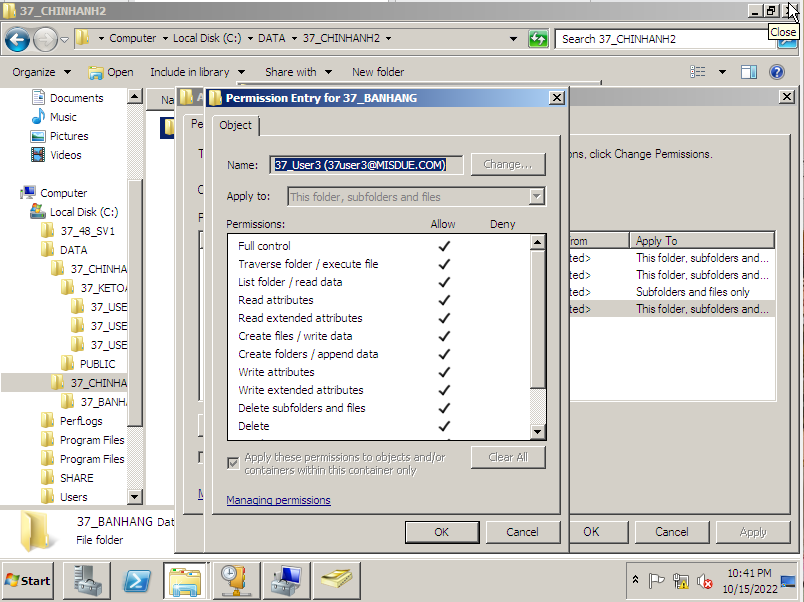 37_CHINHANH2
Close
Computer
Local Disk (C:)
DATA
37_CHINHANH2
Search 37_CHINHANH2
Organize
Open
Include in library
Share with
New folder
Documents
Music
Pictures
Videos
Computer
Local Disk (C:)
37_48_SV1
DATA
37_CHINHA
37_KETOA
37_USE
37_USE
37_USE
PUBLIC
37_CHINHA
37_BANHA
PerfLogs
Program Files
Program Files
SHARE
Users
Na
Permission Entry for 37_BANHANG
Object
Name:
37_User3 (37user3@MISDUE.COM)
Change...
Apply to:
This folder, subfolders and files
Permissions:
Allow
Deny
Full control
Traverse folder / execute file
List folder / read data
Read attributes
Read extended attributes
Create files / write data
Create folders / append data
Write attributes
Write extended attributes
Delete subfolders and files
Delete
Apply these permissions to objects and/or
containers within this container only
Clear All
Managing permissions
OK
Cancel
ons, click Change Permissions.
rom
Apply To
ted>
This folder, subfolders and...
ted>
This folder, subfolders and...
ted>
Subfolders and files only
ted>
This folder, subfolders and...
OK
Cancel
Apply
37_BANHANG Dat
File folder
Start
10:41 PM
10/15/2022